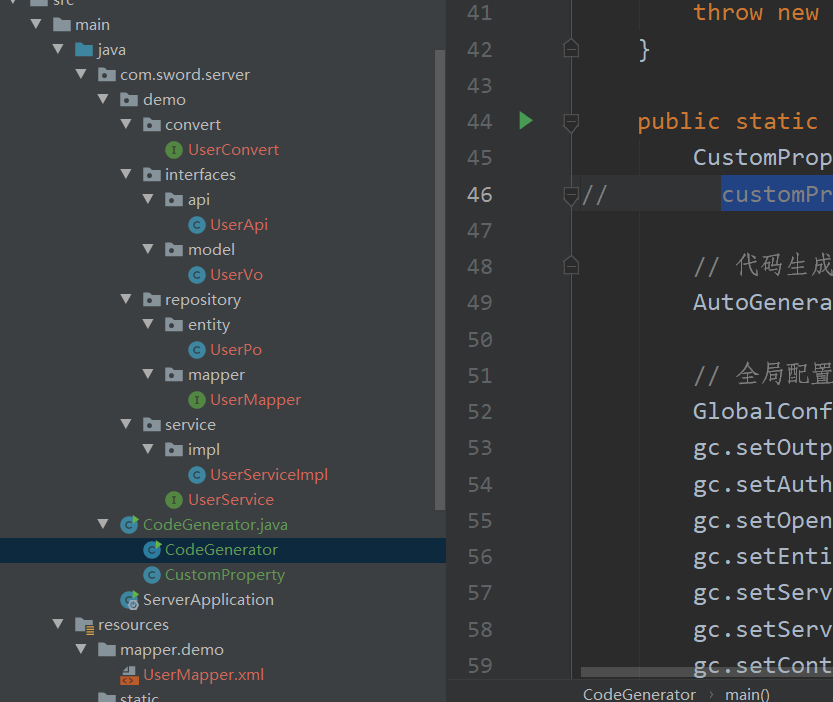 src
main
java
com.sword.server
demo
convert
UserConvert
interfaces
api
UserApi
model
UserVo
repository
entity
UserPo
mapper
UserMapper
service
impl
UserServiceImpl
UserService
CodeGenerator.java
CodeGenerator
CustomProperty
ServerApplication
resources
mapper.demo
UserMapper.xml
static
41 throw new
42 }
43
44 public static
45 CustomProp
46 // customPr
47
48 // 代码生成
49 AutoGenera
50
51 // 全局配置
52 GlobalConf
53 gc.setOutp
54 gc.setAuth
55 gc.setOpen
56 gc.setEnti
57 gc.setServ
58 gc.setServ
59 gc.setCont
CodeGenerator › main()